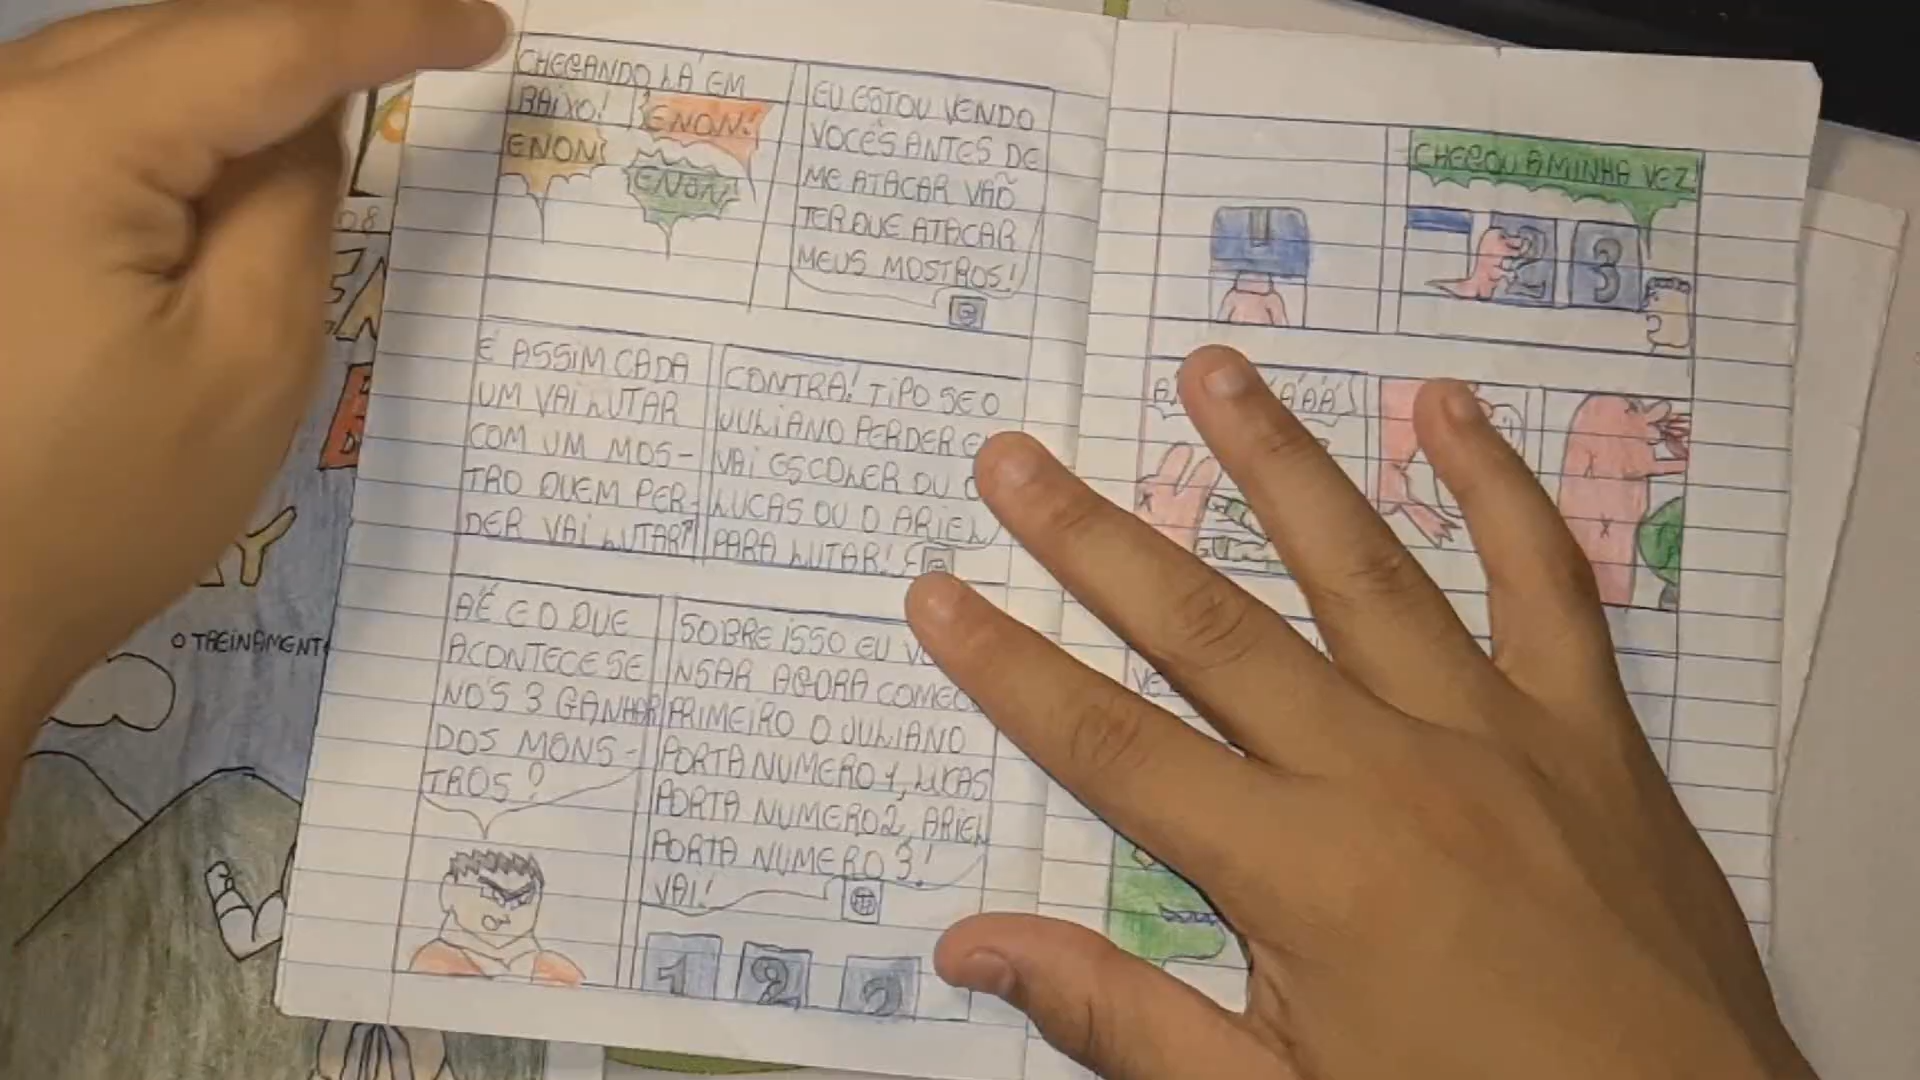 CHEGANDO LÁ EM
BAIXO!
ENON!
ENON!
ENON!
EU ESTOU VENDO
VOCÊS ANTES DE
ME ATACAR VAÕ
TER QUE ATACAR
MEUS MOSTROS!
É ASSIM CADA
UM VAI LUTAR
COM UM MOS-
TRO QUEM PER-
DER VAI LUTAR
CONTRA! TIPO SE O
JULIANO PERDER
VAI ESCOLHER OU
LUCAS OU O ARIEL
PARA LUTAR!
AÉ E O QUE
ACONTECE SE
NÓS 3 GANHAR
DOS MONS-
TROS?
SOBRE ISSO EU
NSAR AGORA
PRIMEIRO O JULIANO
PORTA NUMERO 1, LUCAS
PORTA NUMERO 2, ARIEL
PORTA NUMERO 3!
VAI!
1 2 3
CHEGOU A MINHA VEZ!
2 3
O TREINAMENT
08